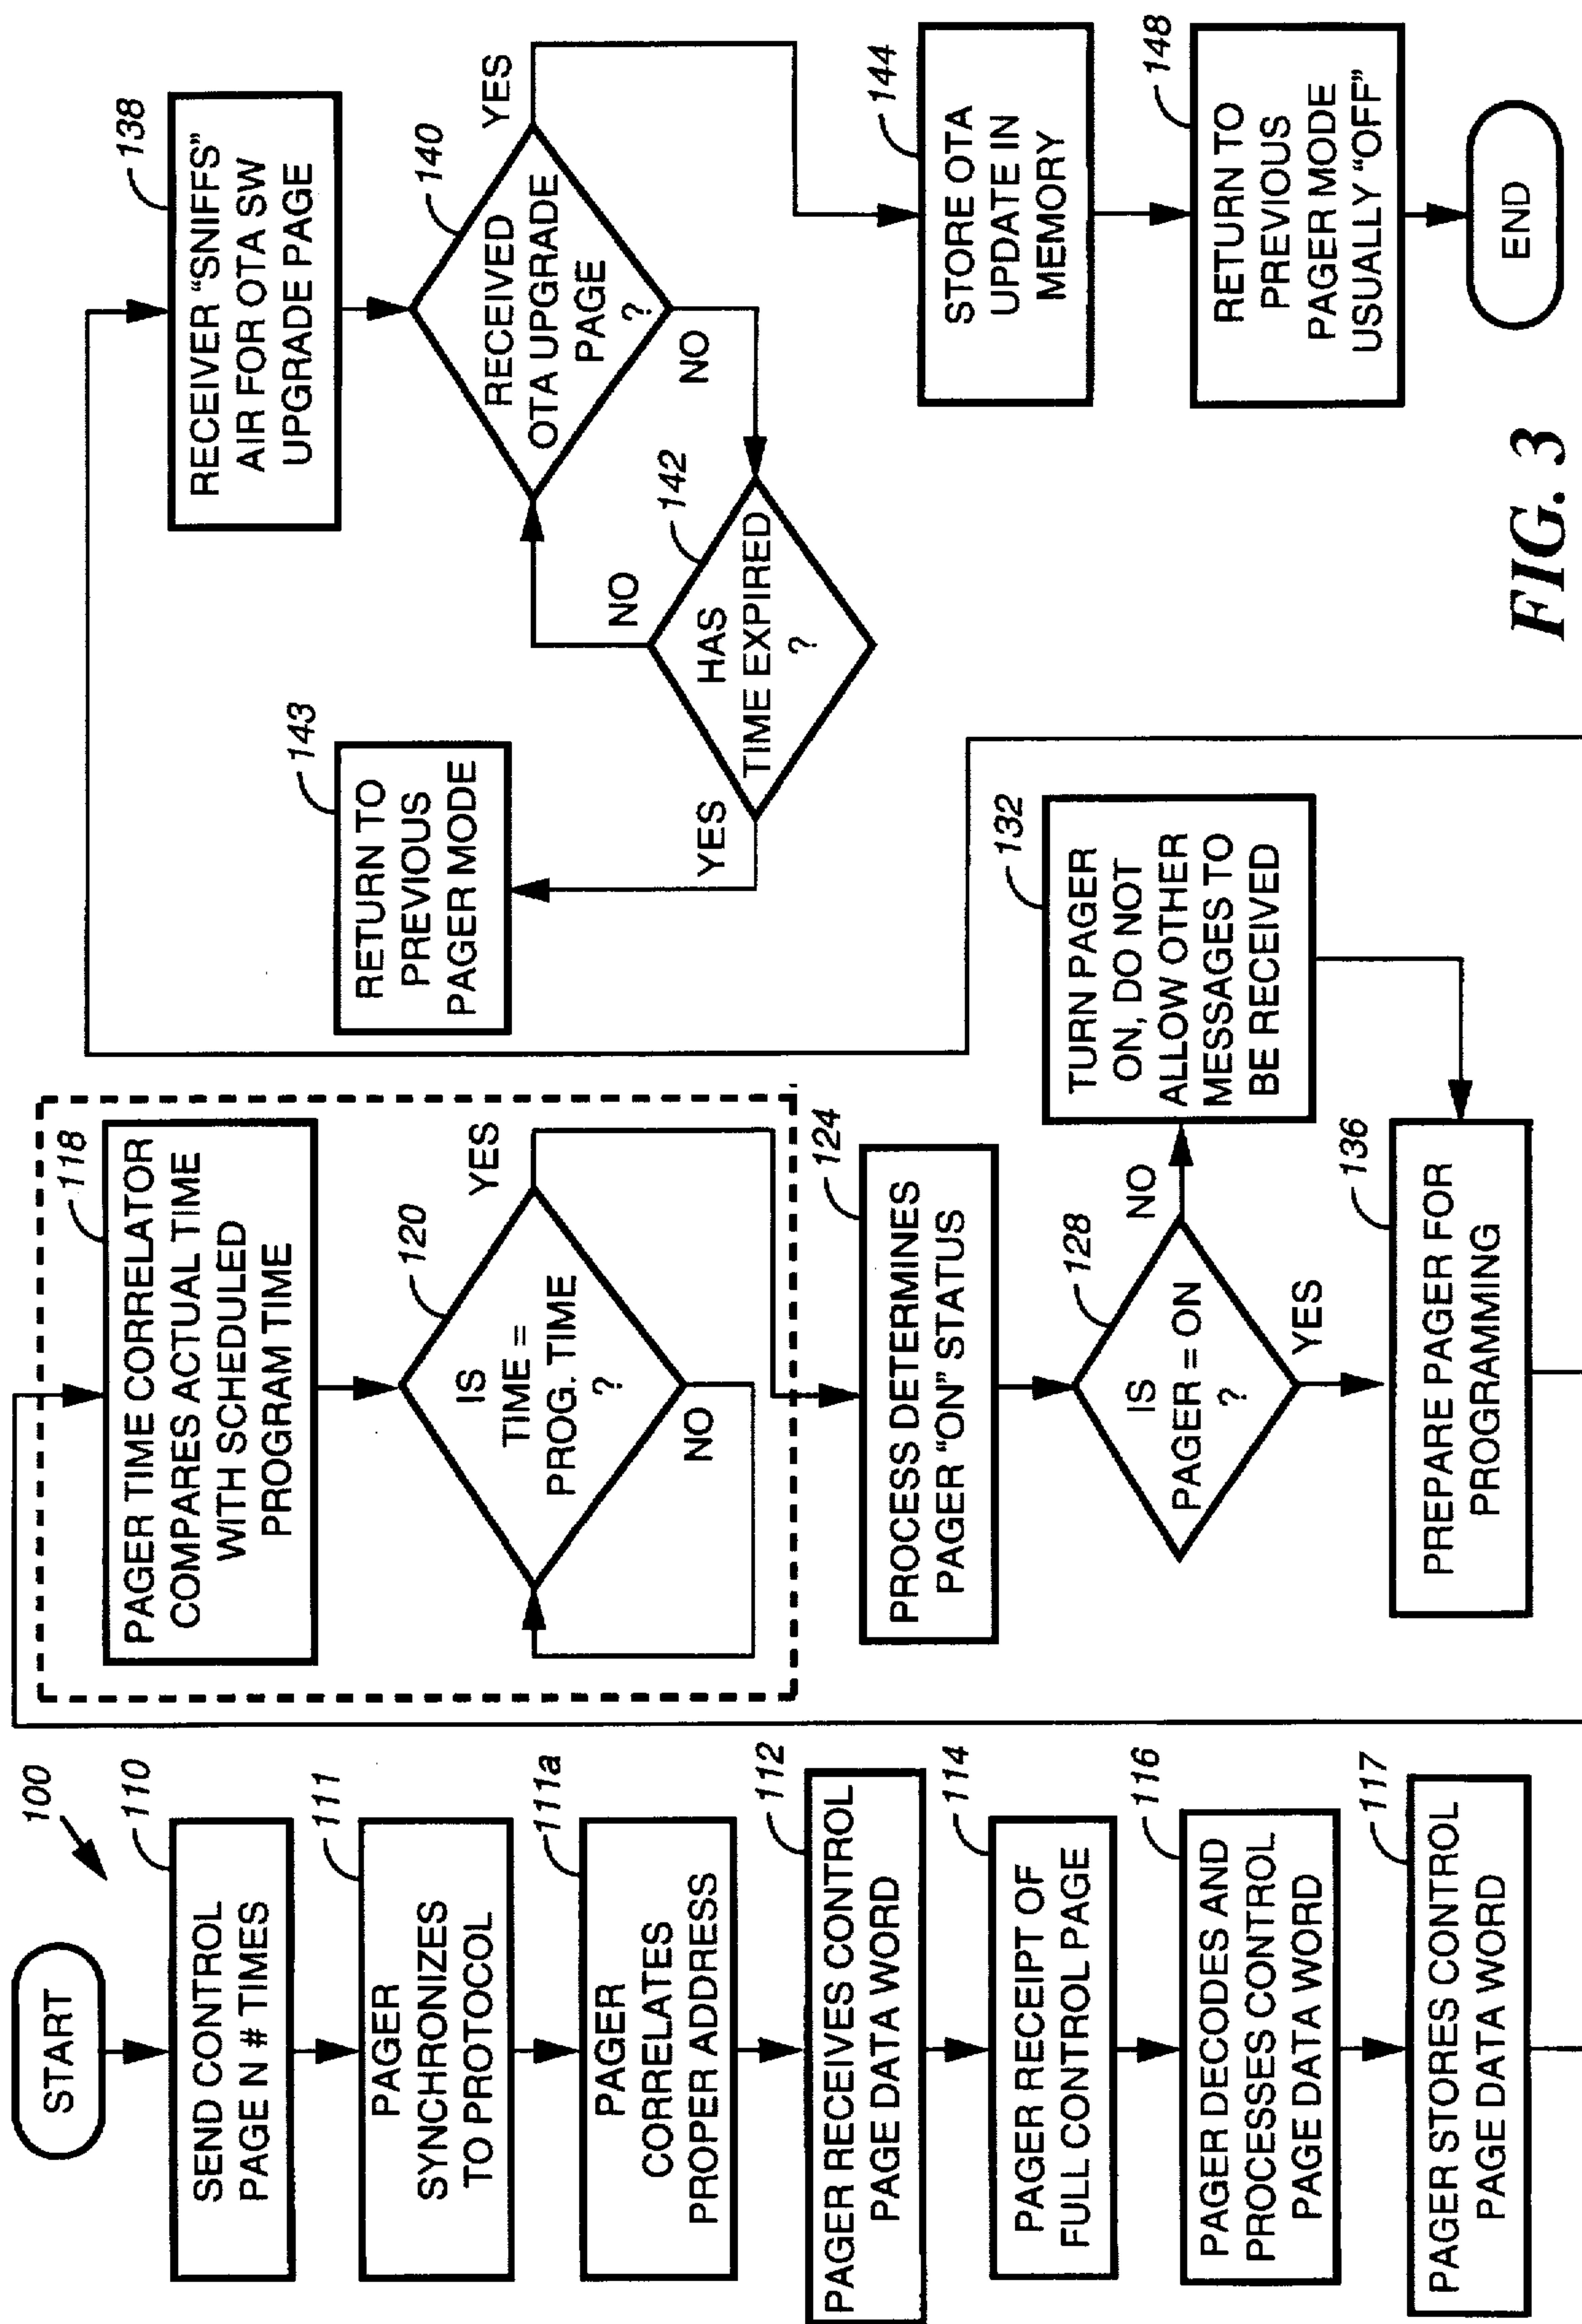 100
START
110
SEND CONTROL
PAGE N # TIMES
111
PAGER
SYNCHRONIZES
TO PROTOCOL
111a
PAGER
CORRELATES
PROPER ADDRESS
112
PAGER RECEIVES CONTROL
PAGE DATA WORD
114
PAGER RECEIPT OF
FULL CONTROL PAGE
116
PAGER DECODES AND
PROCESSES CONTROL
PAGE DATA WORD
117
PAGER STORES CONTROL
PAGE DATA WORD
118
PAGER TIME CORRELATOR
COMPARES ACTUAL TIME
WITH SCHEDULED
PROGRAM TIME
120
IS
TIME =
PROG. TIME
?
YES
NO
124
PROCESS DETERMINES
PAGER "ON" STATUS
128
IS
PAGER = ON
?
NO
YES
132
TURN PAGER
ON, DO NOT
ALLOW OTHER
MESSAGES TO
BE RECEIVED
136
PREPARE PAGER FOR
PROGRAMMING
138
RECEIVER "SNIFFS"
AIR FOR OTA SW
UPGRADE PAGE
140
RECEIVED
OTA UPGRADE
PAGE
?
YES
NO
142
HAS
TIME EXPIRED
?
NO
YES
143
RETURN TO
PREVIOUS
PAGER MODE
144
STORE OTA
UPDATE IN
MEMORY
148
RETURN TO
PREVIOUS
PAGER MODE
USUALLY "OFF"
END
FIG. 3